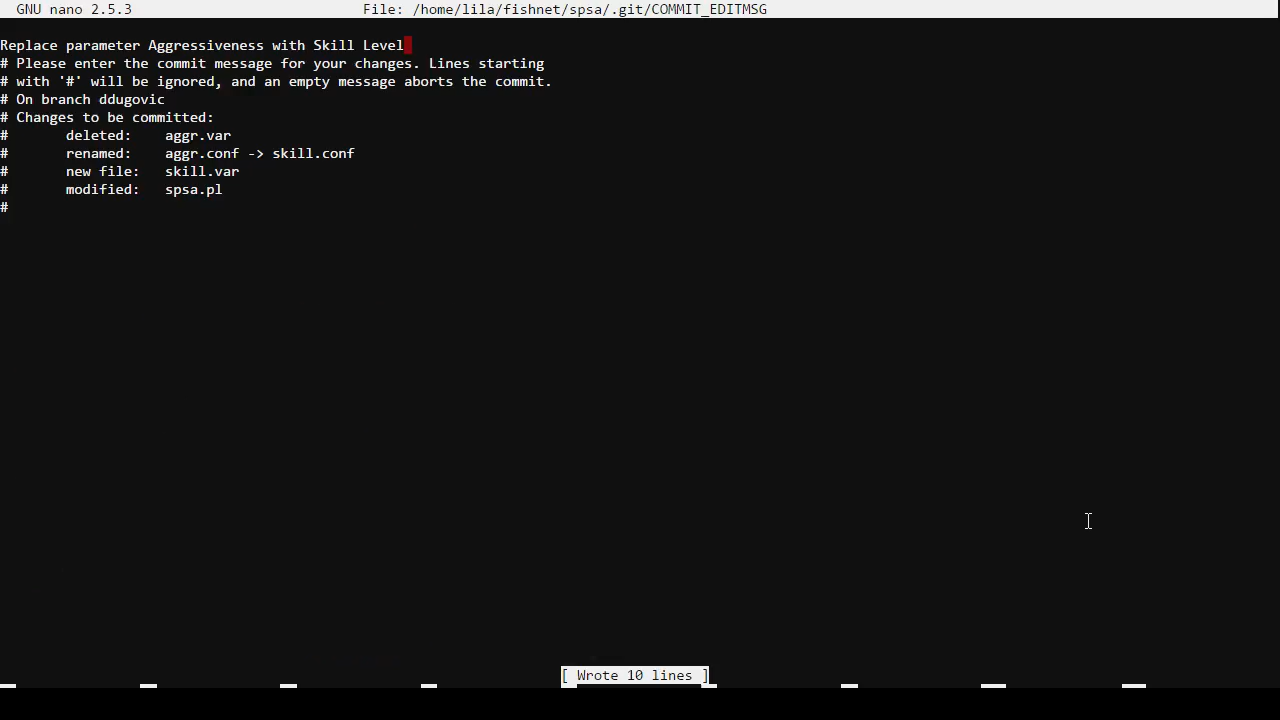 GNU nano 2.5.3 File: /home/lila/fishnet/spsa/.git/COMMIT_EDITMSG
Replace parameter Aggressiveness with Skill Level
# Please enter the commit message for your changes. Lines starting
# with '#' will be ignored, and an empty message aborts the commit.
# On branch ddugovic
# Changes to be committed:
# deleted: aggr.var
# renamed: aggr.conf -> skill.conf
# new file: skill.var
# modified: spsa.pl
#
[ Wrote 10 lines ]